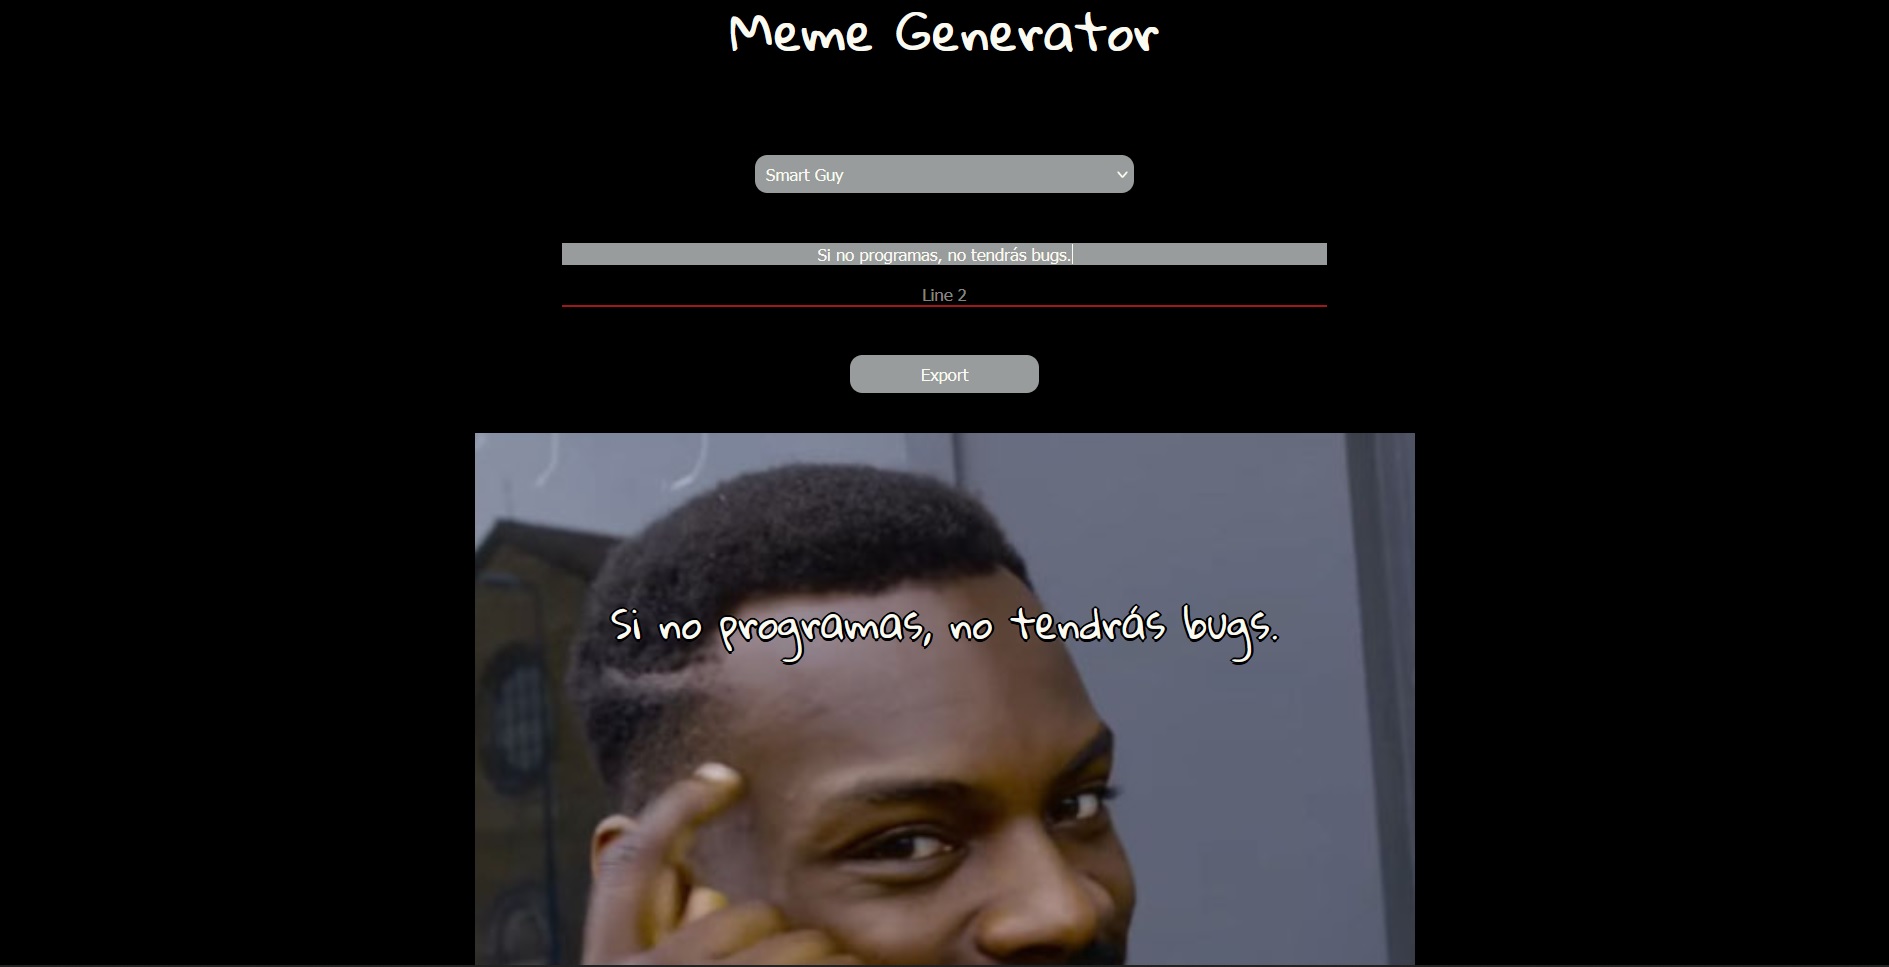 Meme Generator
Smart Guy
Si no programas, no tendrás bugs.
Line 2
Export
Si no programas, no tendrás bugs.